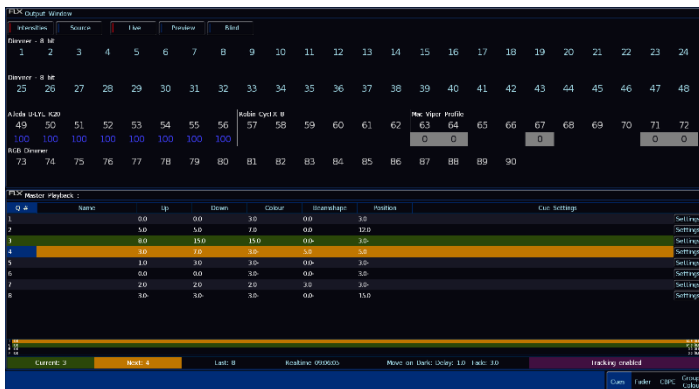 FLX Output Window
Intensities Source Live Preview Blind
Dimmer - 8 bit
1 2 3 4 5 6 7 8 9 10 11 12 13 14 15 16 17 18 19 20 21 22 23 24
Dimmer - 8 bit
25 26 27 28 29 30 31 32 33 34 35 36 37 38 39 40 41 42 43 44 45 46 47 48
Robin CycFX 8 Mac Viper Profile
49 50 51 52 53 54 55 56 57 58 59 60 61 62 63 64 65 66 67 68 69 70 71 72
100 100 100 100 100 100 100 100 0 0 0 0 0
RGB Dimmer
73 74 75 76 77 78 79 80 81 82 83 84 85 86 87 88 89 90
FLX Master Playback :
Q # Name Up Down Colour Beamshape Position Cue Settings
1 0.0 0.0 3.0 0.0 3.0 Settings
2 5.0 5.0 7.0 0.0 12.0 Settings
3 8.0 15.0 15.0 0.0- 3.0- Settings
4 3.0 7.0 3.0- 5.0 5.0 Settings
5 1.0 3.0 3.0- 0.0- 3.0- Settings
6 0.0 0.0 3.0- 0.0- 3.0- Settings
7 2.0 2.0 3.0- 0.0- 3.0- Settings
8 3.0- 3.0- 3.0- 0.0- 15.0 Settings
Current: 3 Next: 4 Last: 8 Realtime 09:06:05 Move on Dark: Delay: 1.0 Fade: 3.0 Tracking enabled
Cues Fader CBPC Group Colou